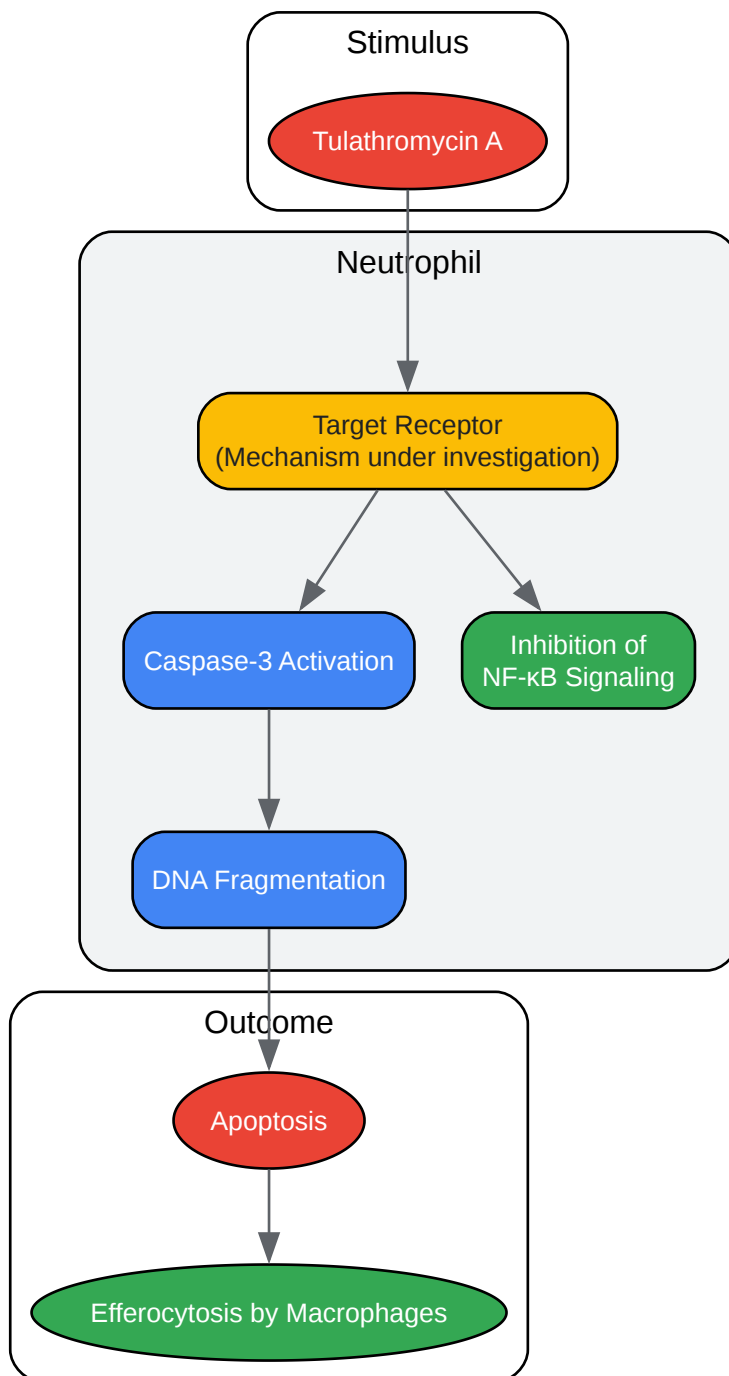 Stimulus
Tulathromycin A
Neutrophil
Target Receptor
(Mechanism under investigation)
Caspase-3 Activation
Inhibition of
NF-κB Signaling
DNA Fragmentation
Outcome
Apoptosis
Efferocytosis by Macrophages